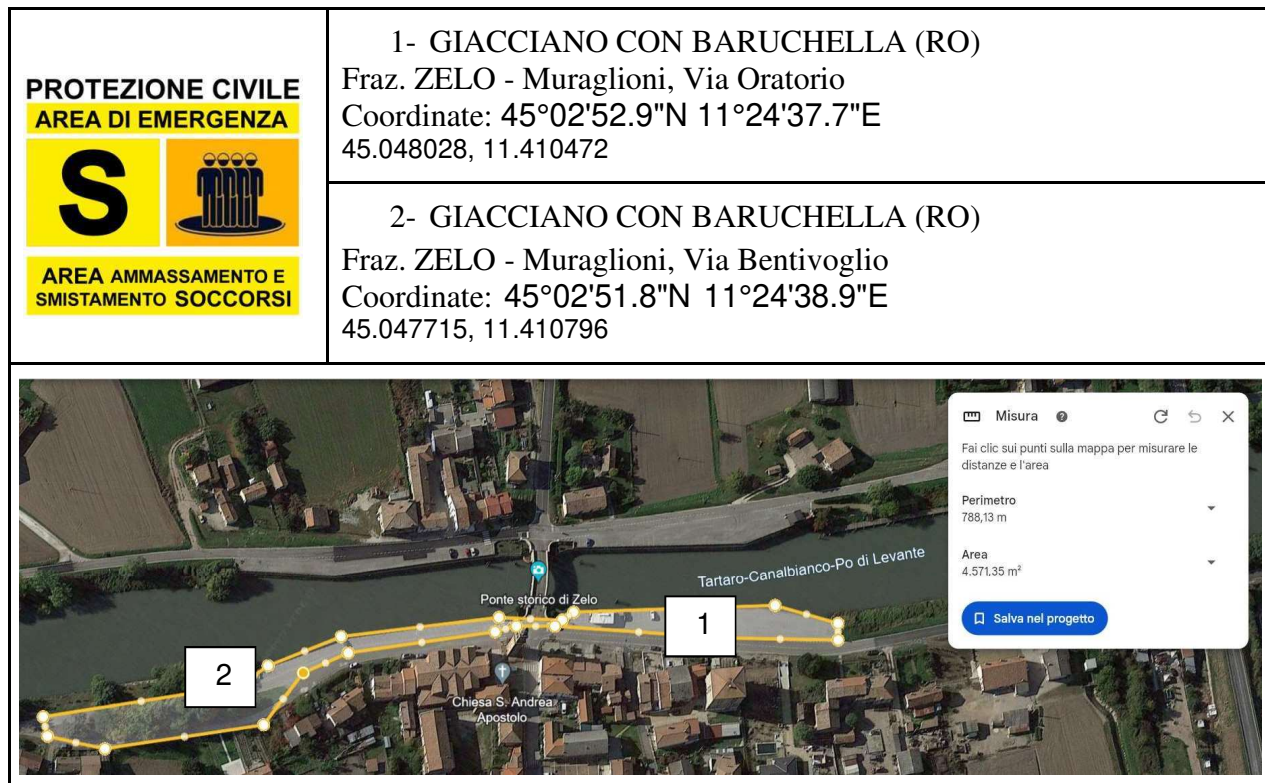 PROTEZIONE CIVILE
AREA DI EMERGENZA
S
AREA AMMASSAMENTO E
SMISTAMENTO SOCCORSI
1- GIACCIANO CON BARUCHELLA (RO)
Fraz. ZELO - Muraglioni, Via Oratorio
Coordinate: 45°02'52.9"N 11°24'37.7"E
45.048028, 11.410472
2- GIACCIANO CON BARUCHELLA (RO)
Fraz. ZELO - Muraglioni, Via Bentivoglio
Coordinate: 45°02'51.8"N 11°24'38.9"E
45.047715, 11.410796
Misura
Fai clic sui punti sulla mappa per misurare le
distanze e l'area
Perimetro
788,13 m
Area
4.571,35 m²
Salva nel progetto
Tartaro-Canalbianco-Po di Levante
Ponte storico di Zelo
1
2
Chiesa S. Andrea
Apostolo